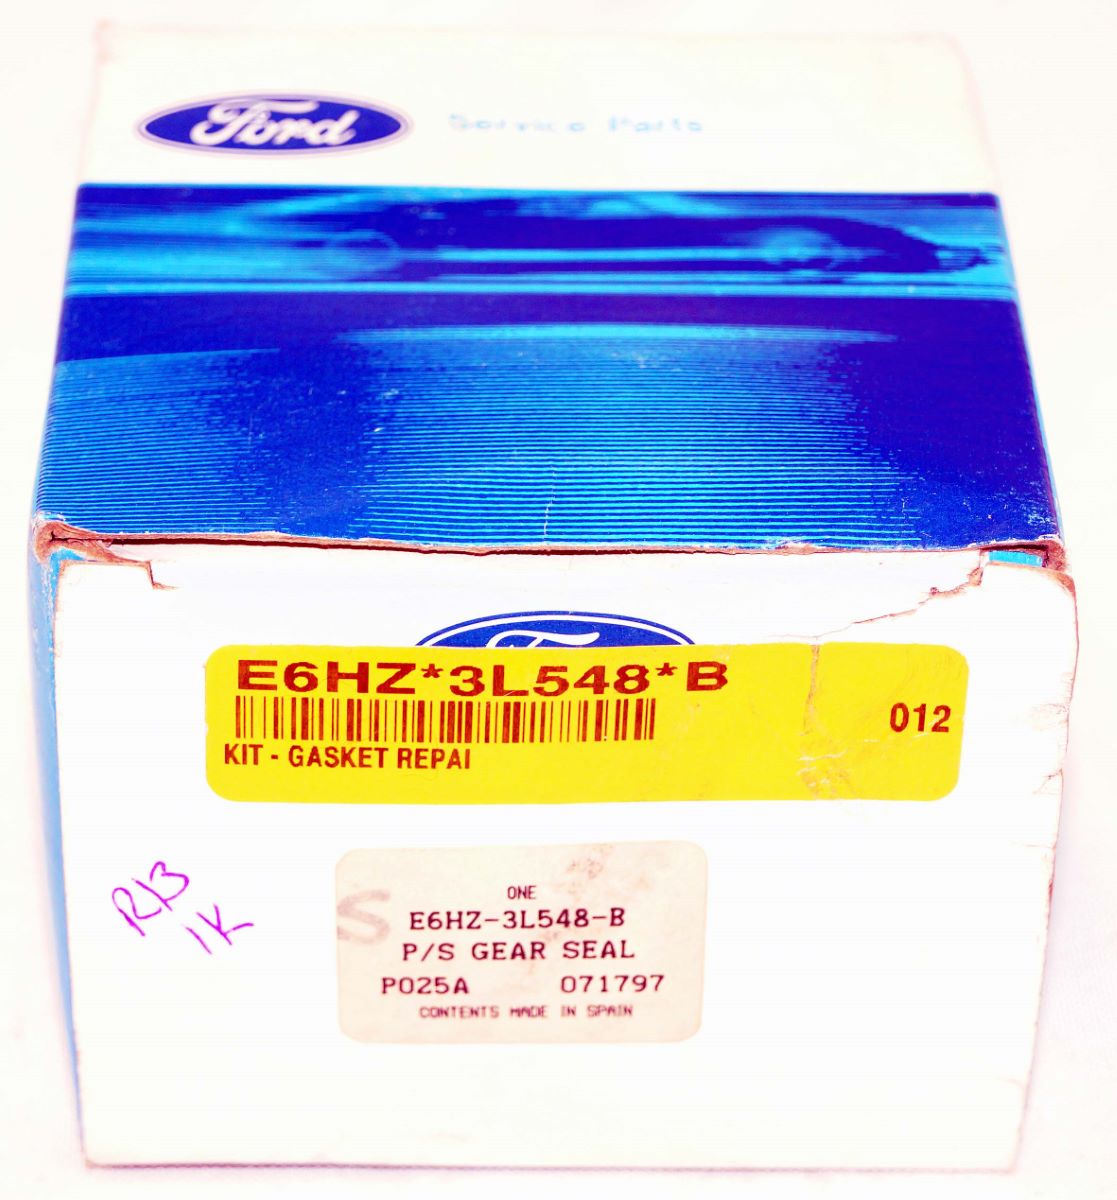 Ford Service Parts
E6HZ*3L548*B
012
KIT - GASKET REPAI
R13
1K
S
ONE
E6HZ-3L548-B
P/S GEAR SEAL
P025A 071797
CONTENTS MADE IN SPAIN